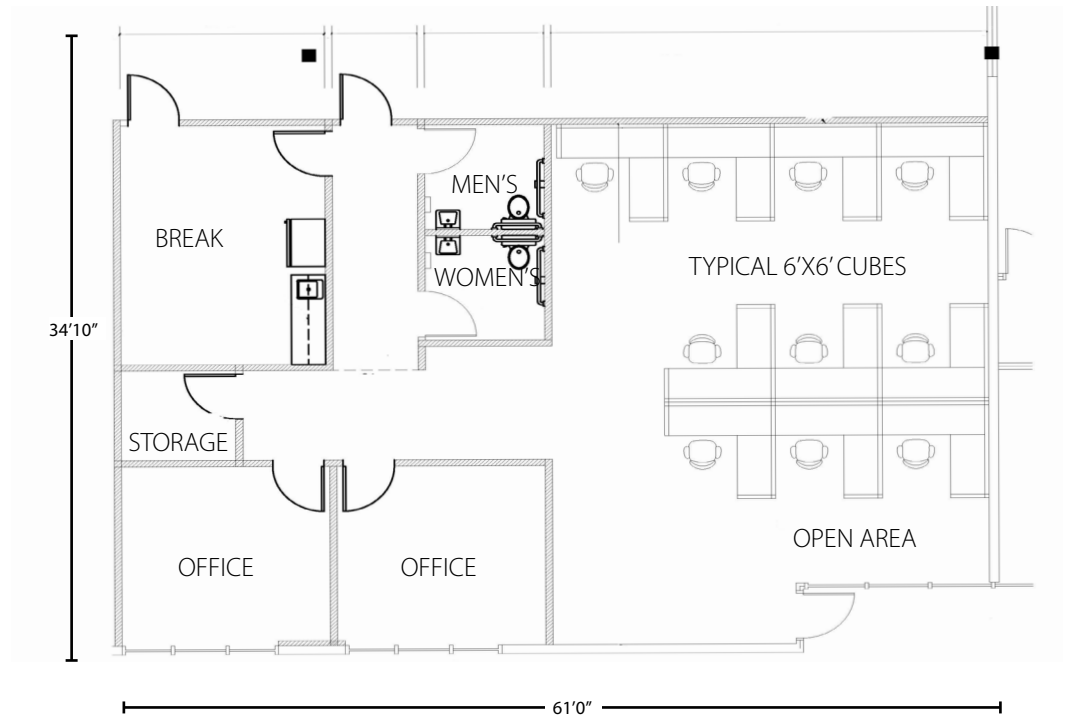 MEN'S
BREAK
WOMEN'S
TYPICAL 6'X6' CUBES
34'10"
STORAGE
OPEN AREA
OFFICE
OFFICE
61'0"